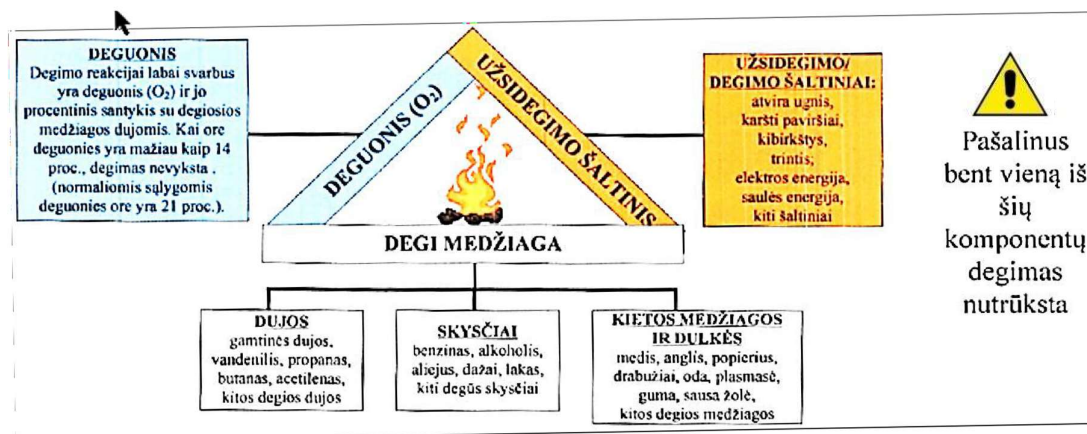 DEGUONIS
Degimo reakcijai labai svarbus
yra deguonis (O₂) ir jo
procentinis santykis su degiosios
medžiagos dujomis. Kai ore
deguonies yra mažiau kaip 14
proc., degimas nevyksta .
(normaliomis sąlygomis
deguonies ore yra 21 proc.).
DEGUONIS (O₂)
UŽSIDEGIMO ŠALTINIS
DEGI MEDŽIAGA
UŽSIDEGIMO/
DEGIMO ŠALTINIAI:
atvira ugnis,
karšti paviršiai,
kibirkštys,
trintis;
elektros energija,
saulės energija,
kiti šaltiniai
Pašalinus
bent vieną iš
šių
komponentų
degimas
nutrūksta
DUJOS
gamtinės dujos,
vandenilis, propanas,
butanas, acetilenas,
kitos degios dujos
SKYSČIAI
benzinas, alkoholis,
aliejus, dažai, lakas,
kiti degūs skysčiai
KIETOS MEDŽIAGOS
IR DULKĖS
medis, anglis, popierius,
drabužiai, oda, plasmasė,
guma, sausa žolė,
kitos degios medžiagos